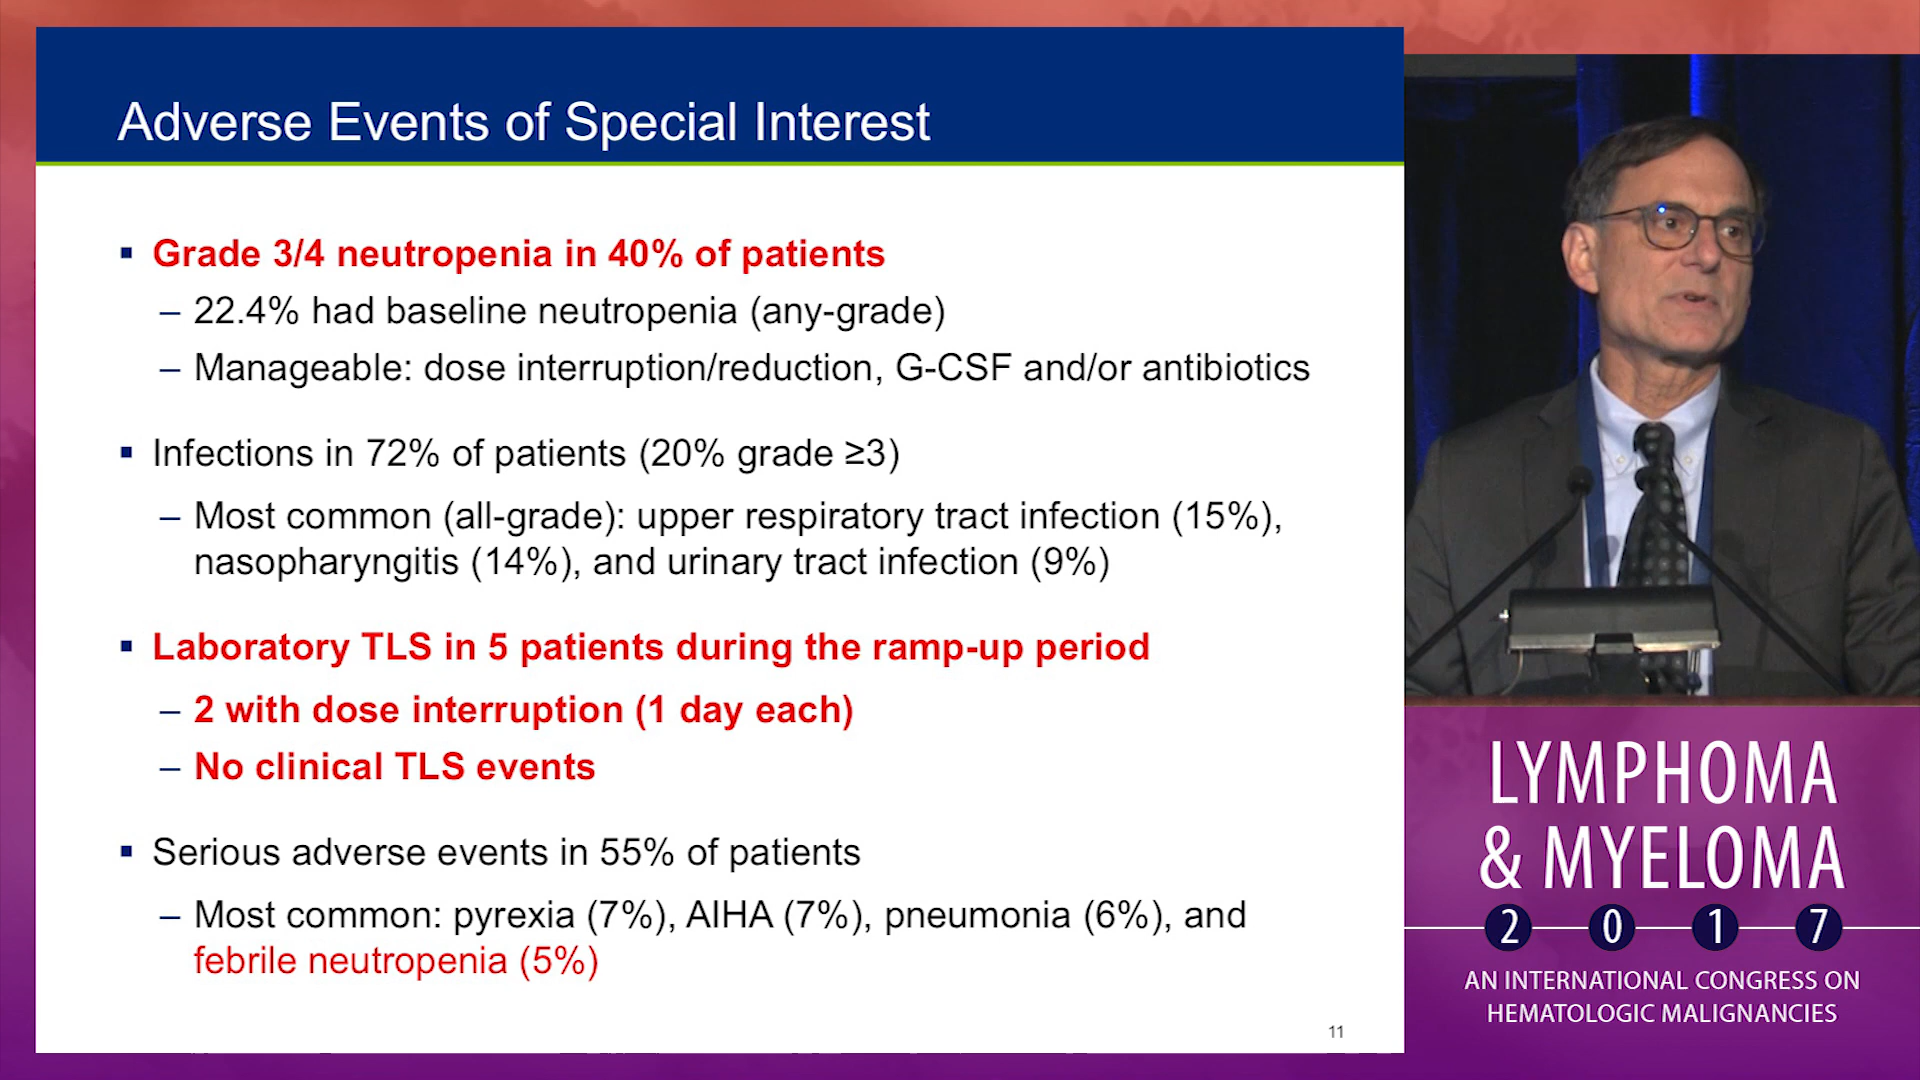 Adverse Events of Special Interest
▪ Grade 3/4 neutropenia in 40% of patients
– 22.4% had baseline neutropenia (any-grade)
– Manageable: dose interruption/reduction, G-CSF and/or antibiotics
▪ Infections in 72% of patients (20% grade ≥3)
– Most common (all-grade): upper respiratory tract infection (15%),
nasopharyngitis (14%), and urinary tract infection (9%)
▪ Laboratory TLS in 5 patients during the ramp-up period
– 2 with dose interruption (1 day each)
– No clinical TLS events
▪ Serious adverse events in 55% of patients
– Most common: pyrexia (7%), AIHA (7%), pneumonia (6%), and
febrile neutropenia (5%)
11
LYMPHOMA
& MYELOMA
2017
AN INTERNATIONAL CONGRESS ON
HEMATOLOGIC MALIGNANCIES